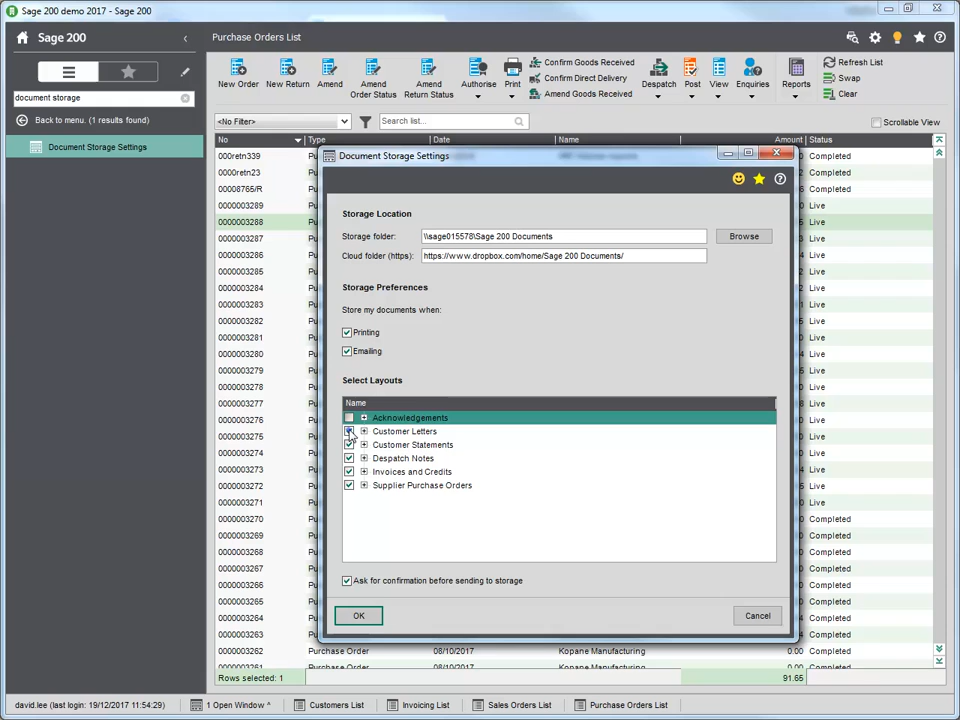 Sage 200 demo 2017 - Sage 200
Sage 200
Purchase Orders List
New Order
New Return
Amend
Amend Order Status
Amend Return Status
Authorise
Print
Confirm Goods Received
Confirm Direct Delivery
Amend Goods Received
Despatch
Post
View
Enquiries
Reports
Refresh List
Swap
Clear
document storage
Back to menu. (1 results found)
Document Storage Settings
<No Filter>
Search list...
Scrollable View
No Type Date Name Amount Status
000retn339 Completed
0000retn23 Completed
00008765/R Completed
0000003289 Live
0000003288 Live
0000003287 Live
0000003286 Live
0000003285 Live
0000003284 Live
0000003283 Live
0000003282 Live
0000003281 Live
0000003280 Live
0000003279 Live
0000003278 Live
0000003277 Live
0000003276 Live
0000003275 Live
0000003274 Live
0000003273 Live
0000003272 Live
0000003271 Live
0000003270 Completed
0000003269 Completed
0000003268 Completed
0000003267 Completed
0000003266 Completed
0000003265 Completed
0000003264 Completed
0000003263 Completed
0000003262 Purchase Order 08/10/2017 Kopane Manufacturing 0.00 Completed
Rows selected: 1 91.65
Document Storage Settings
Storage Location
Storage folder: \\sage015578\Sage 200 Documents Browse
Cloud folder (https): https://www.dropbox.com/home/Sage 200 Documents/
Storage Preferences
Store my documents when:
Printing
Emailing
Select Layouts
Name
Acknowledgements
Customer Letters
Customer Statements
Despatch Notes
Invoices and Credits
Supplier Purchase Orders
Ask for confirmation before sending to storage
OK Cancel
david.lee (last login: 19/12/2017 11:54:29) 1 Open Window ^ Customers List Invoicing List Sales Orders List Purchase Orders List